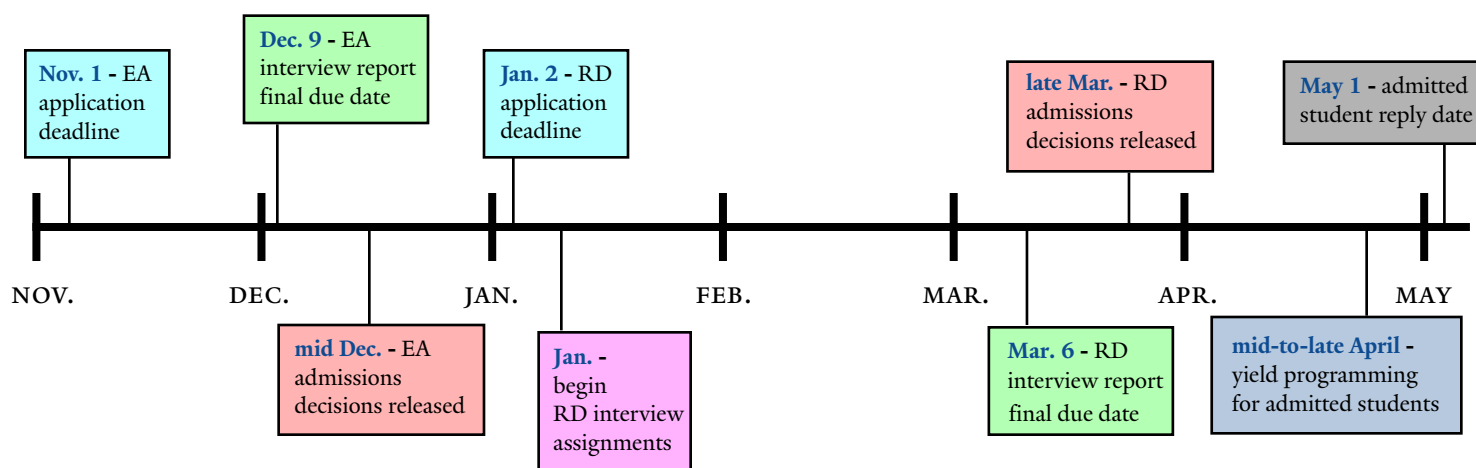 Nov. 1 - EA
application
deadline
Dec. 9 - EA
interview report
final due date
Jan. 2 - RD
application
deadline
late Mar. - RD
admissions
decisions released
May 1 - admitted
student reply date
NOV.
DEC.
JAN.
FEB.
MAR.
APR.
MAY
mid Dec. - EA
admissions
decisions released
Jan. -
begin
RD interview
assignments
Mar. 6 - RD
interview report
final due date
mid-to-late April -
yield programming
for admitted students